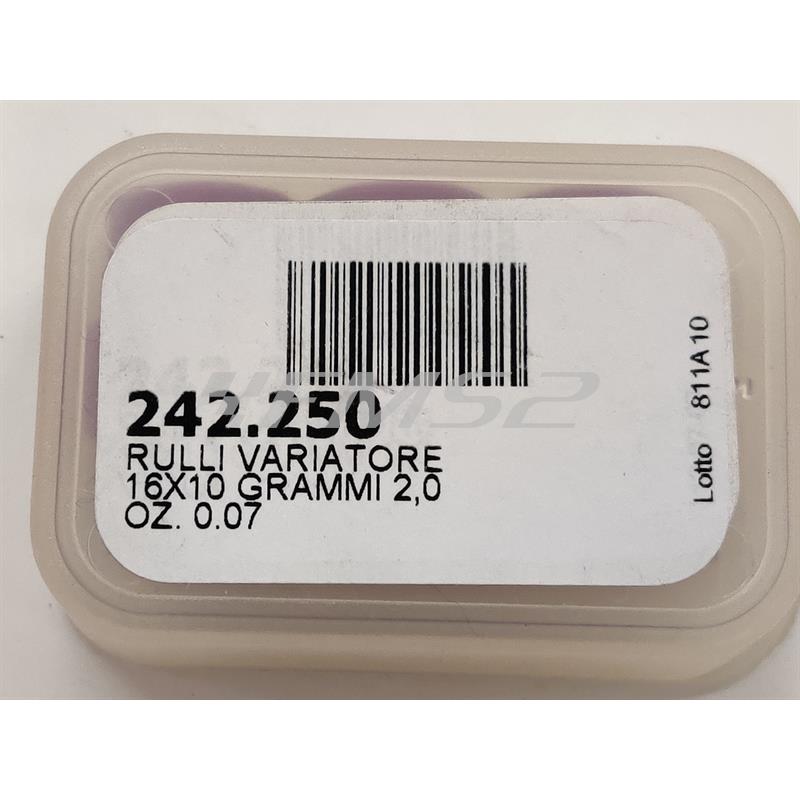 242.250
RULLI VARIATORE
16X10 GRAMMI 2,0
OZ. 0.07
Lotto 811A10